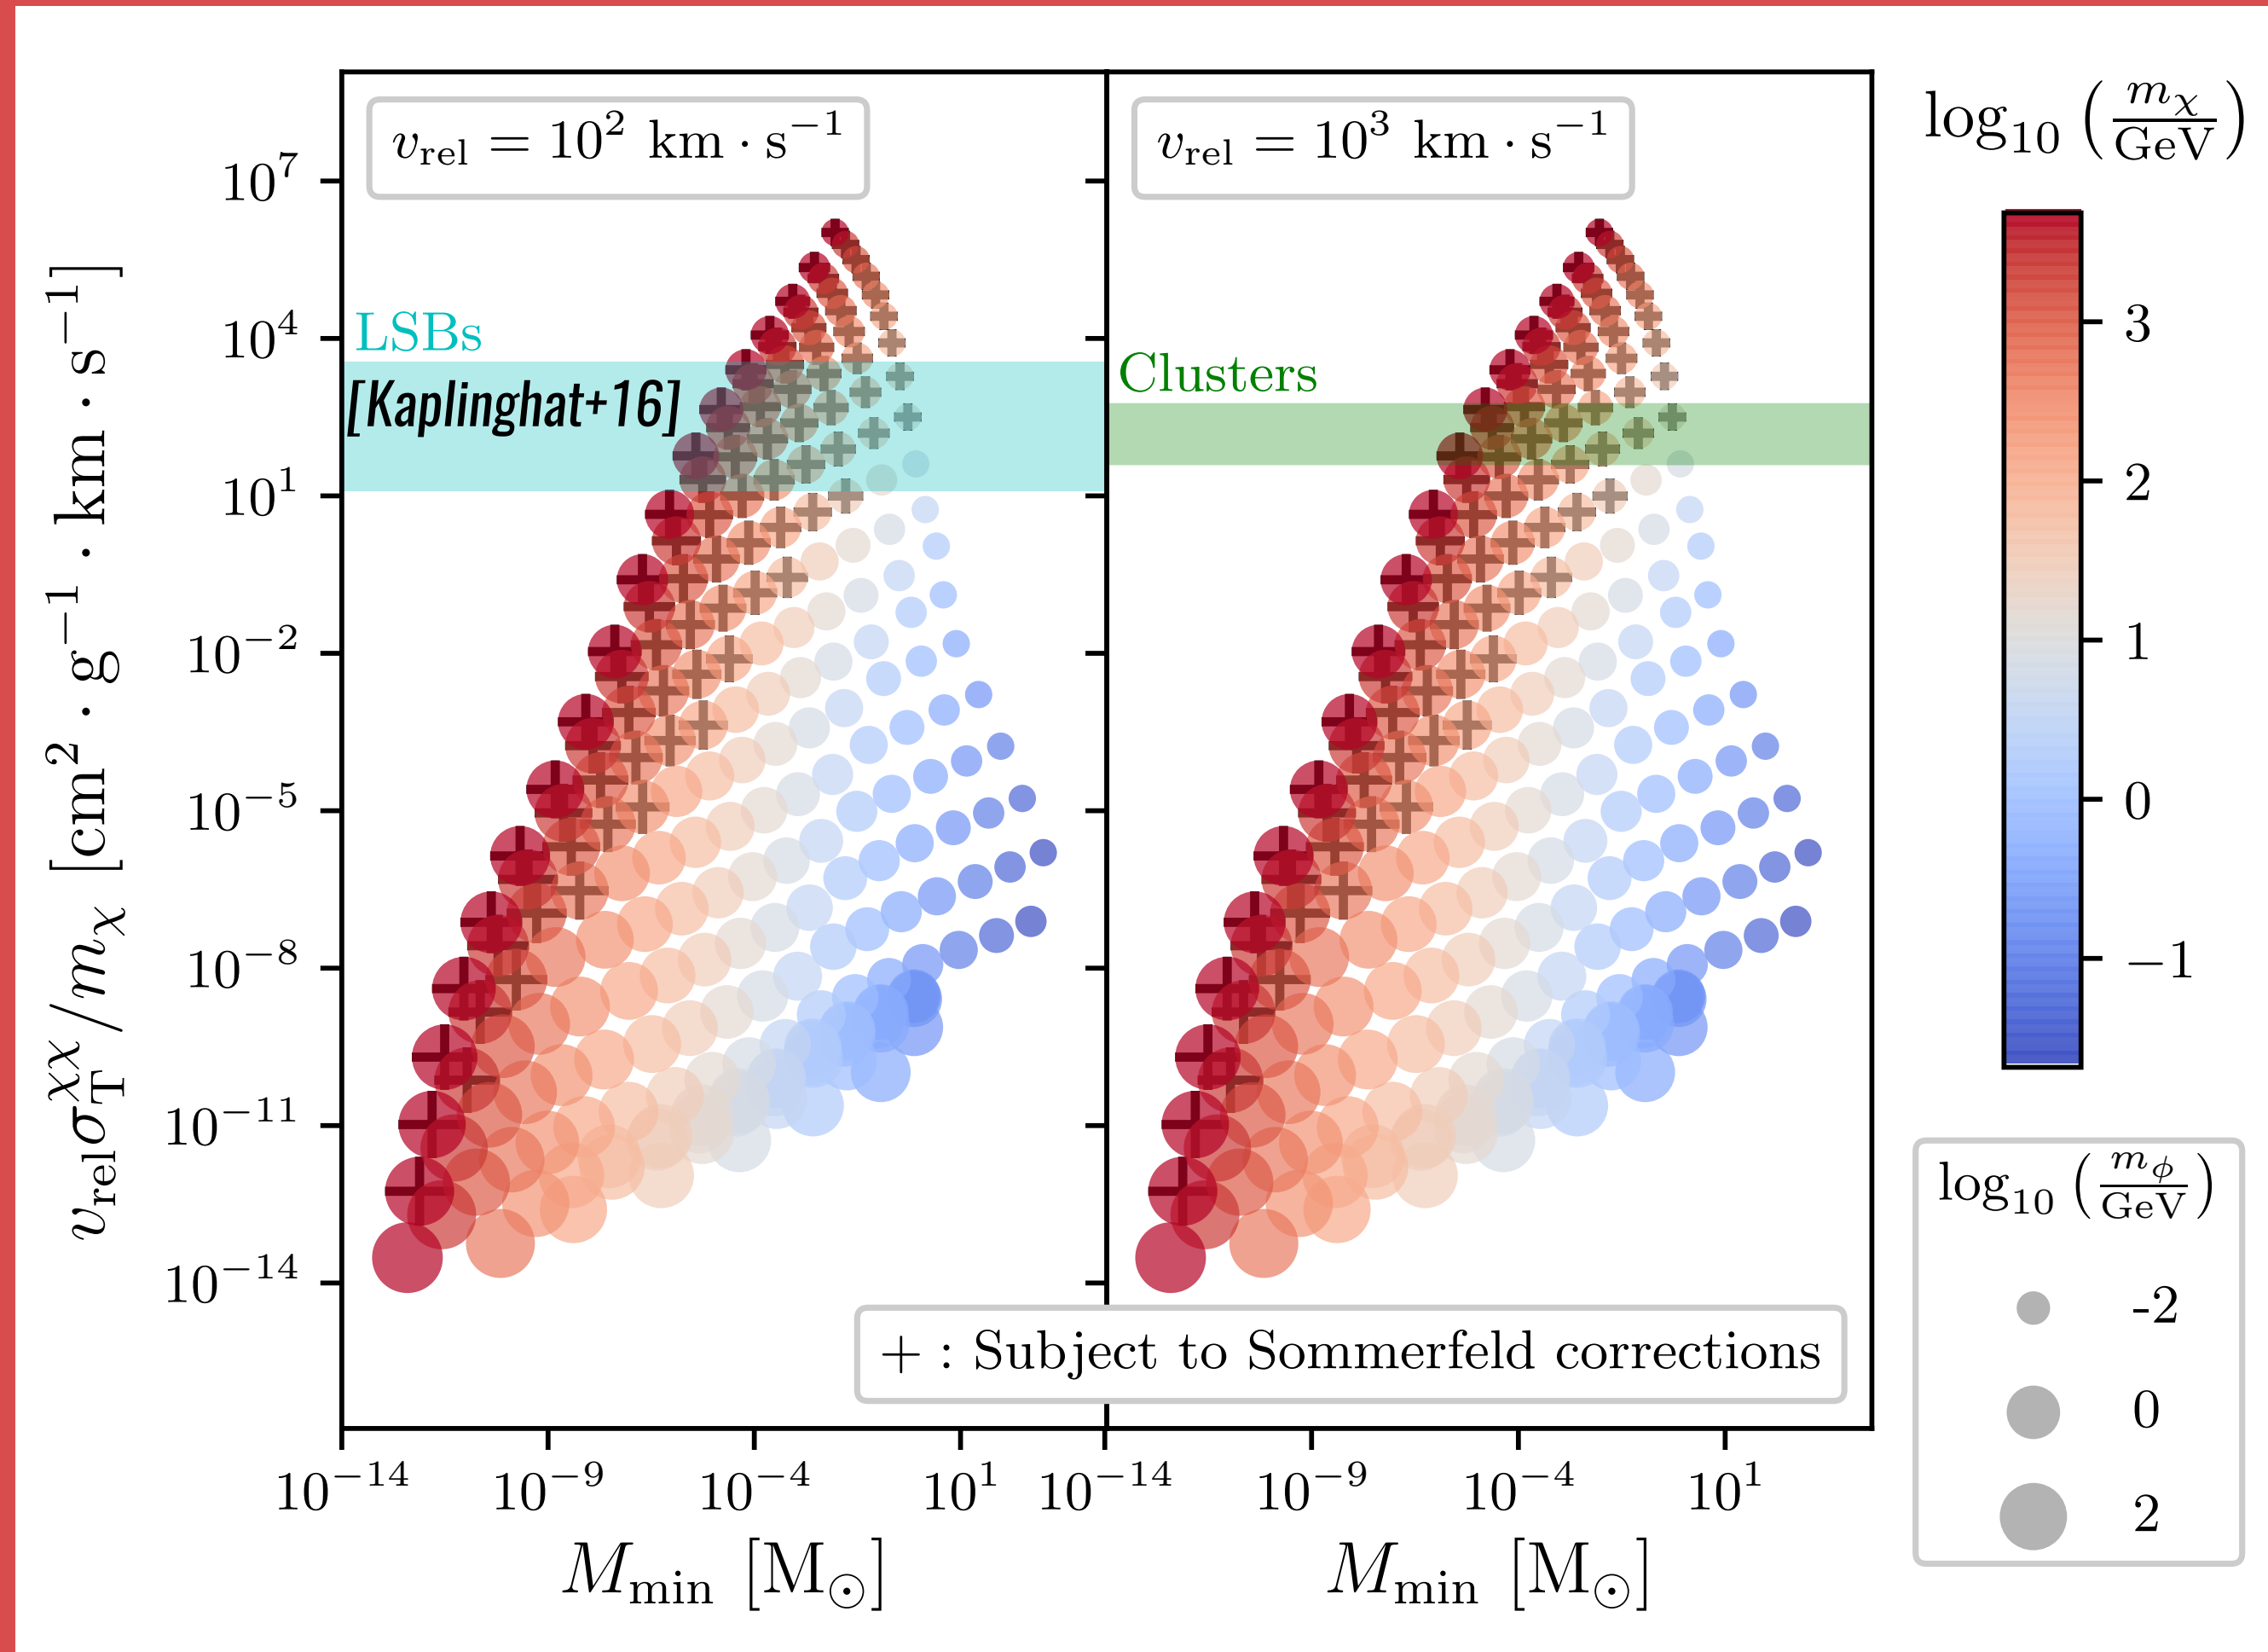 v_rel = 10^2 km · s^−1
v_rel = 10^3 km · s^−1
log_10 (m_χ / GeV)
v_rel σ_T^χχ / m_χ [cm^2 · g^−1 · km · s^−1]
10^7
10^4
10^1
10^−2
10^−5
10^−8
10^−11
10^−14
LSBs
[Kaplinghat+16]
Clusters
3
2
1
0
−1
log_10 (m_ϕ / GeV)
-2
0
2
+ : Subject to Sommerfeld corrections
10^−14 10^−9 10^−4 10^1 10^−14 10^−9 10^−4 10^1
M_min [M_⊙]
M_min [M_⊙]